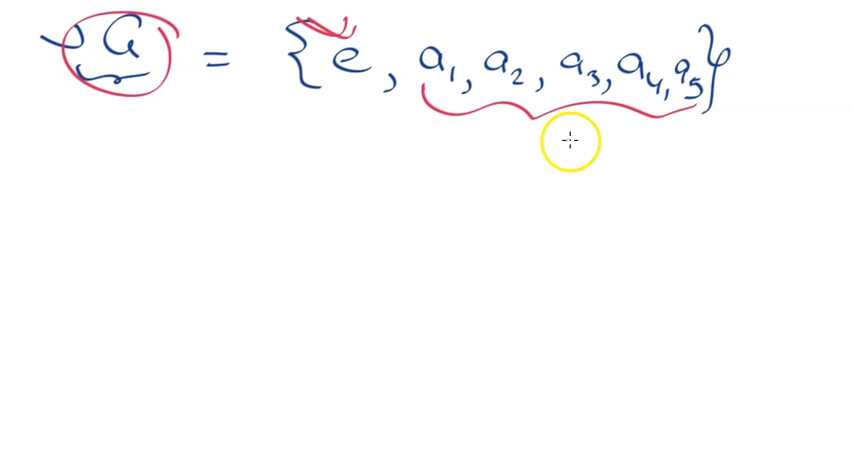 G = {e, a₁, a₂, a₃, a₄, a₅}